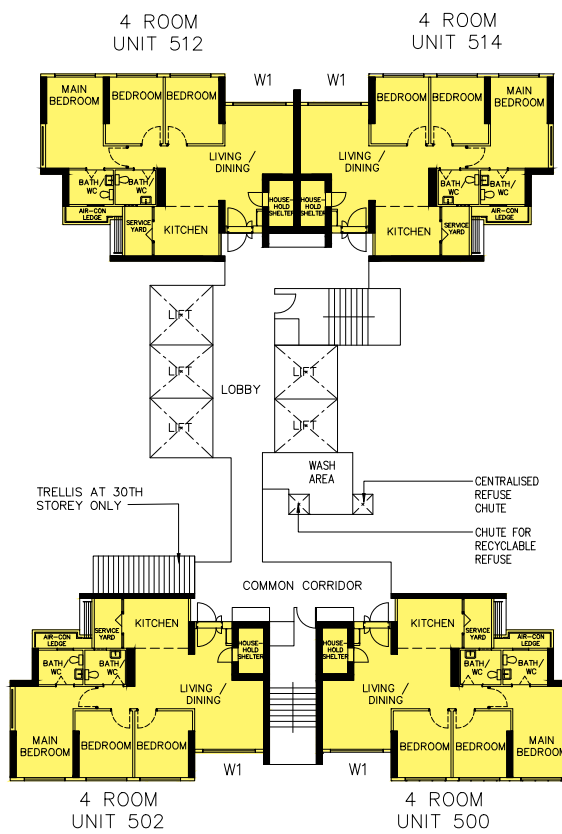 4 ROOM
UNIT 512
4 ROOM
UNIT 514
W1
W1
MAIN
BEDROOM
BEDROOM
BEDROOM
BEDROOM
BEDROOM
MAIN
BEDROOM
LIVING /
DINING
LIVING /
DINING
BATH/
WC
BATH/
WC
BATH/
WC
BATH/
WC
HOUSE-
HOLD
SHELTER
HOUSE-
HOLD
SHELTER
AIR-CON
LEDGE
AIR-CON
LEDGE
SERVICE
YARD
KITCHEN
KITCHEN
SERVICE
YARD
LIFT
LIFT
LIFT
LIFT
LIFT
LOBBY
WASH
AREA
TRELLIS AT 30TH
STOREY ONLY
CENTRALISED
REFUSE
CHUTE
CHUTE FOR
RECYCLABLE
REFUSE
COMMON CORRIDOR
AIR-CON
LEDGE
SERVICE
YARD
KITCHEN
KITCHEN
SERVICE
YARD
AIR-CON
LEDGE
HOUSE-
HOLD
SHELTER
HOUSE-
HOLD
SHELTER
BATH/
WC
BATH/
WC
BATH/
WC
BATH/
WC
LIVING /
DINING
LIVING /
DINING
MAIN
BEDROOM
BEDROOM
BEDROOM
BEDROOM
BEDROOM
MAIN
BEDROOM
W1
W1
4 ROOM
UNIT 502
4 ROOM
UNIT 500